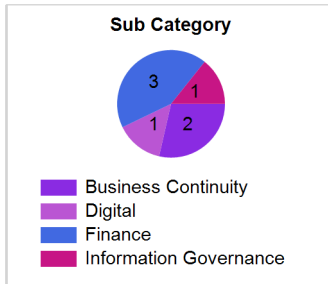 Sub Category
3
1
1
2
Business Continuity
Digital
Finance
Information Governance